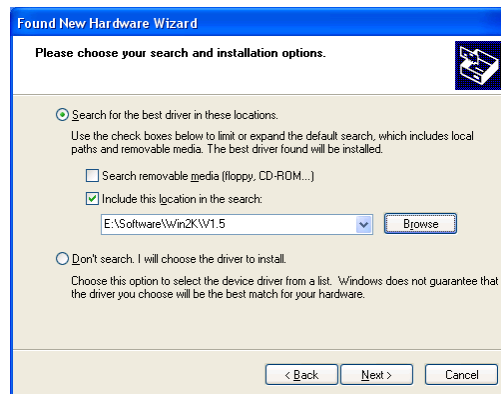 Found New Hardware Wizard
Please choose your search and installation options.
Search for the best driver in these locations.
Use the check boxes below to limit or expand the default search, which includes local
paths and removable media. The best driver found will be installed.
Search removable media (floppy, CD-ROM...)
Include this location in the search:
E:\Software\Win2K\V1.5
Browse
Don't search. I will choose the driver to install.
Choose this option to select the device driver from a list. Windows does not guarantee that
the driver you choose will be the best match for your hardware.
< Back Next > Cancel